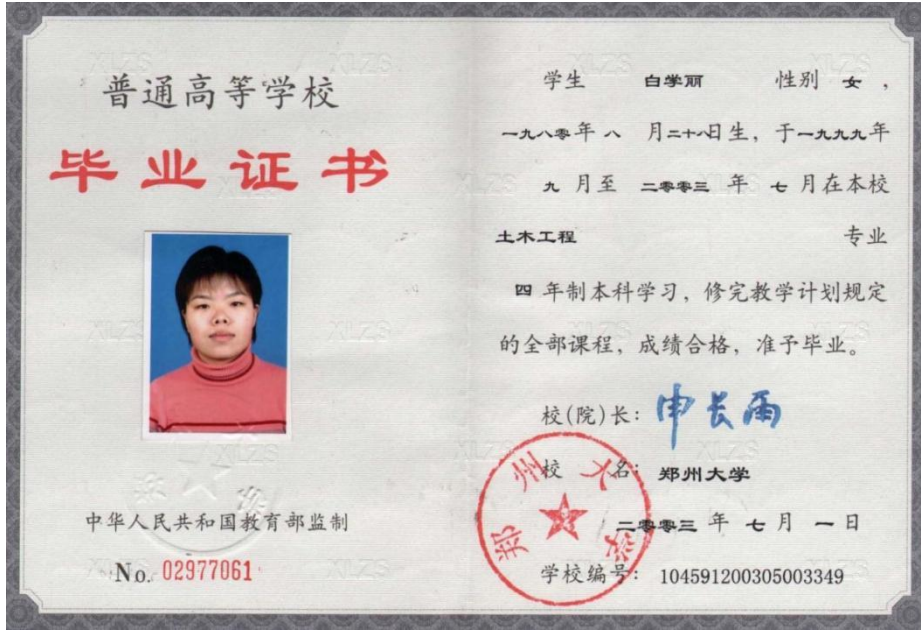 普通高等学校
毕业证书
中华人民共和国教育部监制
No. 02977061
学生 白学丽 性别 女，
一九八零年 八 月二十八日生，于一九九九年
九 月至 二零零三 年 七 月在本校
土木工程 专业
四 年制本科学习，修完教学计划规定
的全部课程，成绩合格，准予毕业。
校(院)长：申长雨
校 名：郑州大学
二零零三 年 七 月 一 日
学校编号：104591200305003349
郑州大学
XLZS